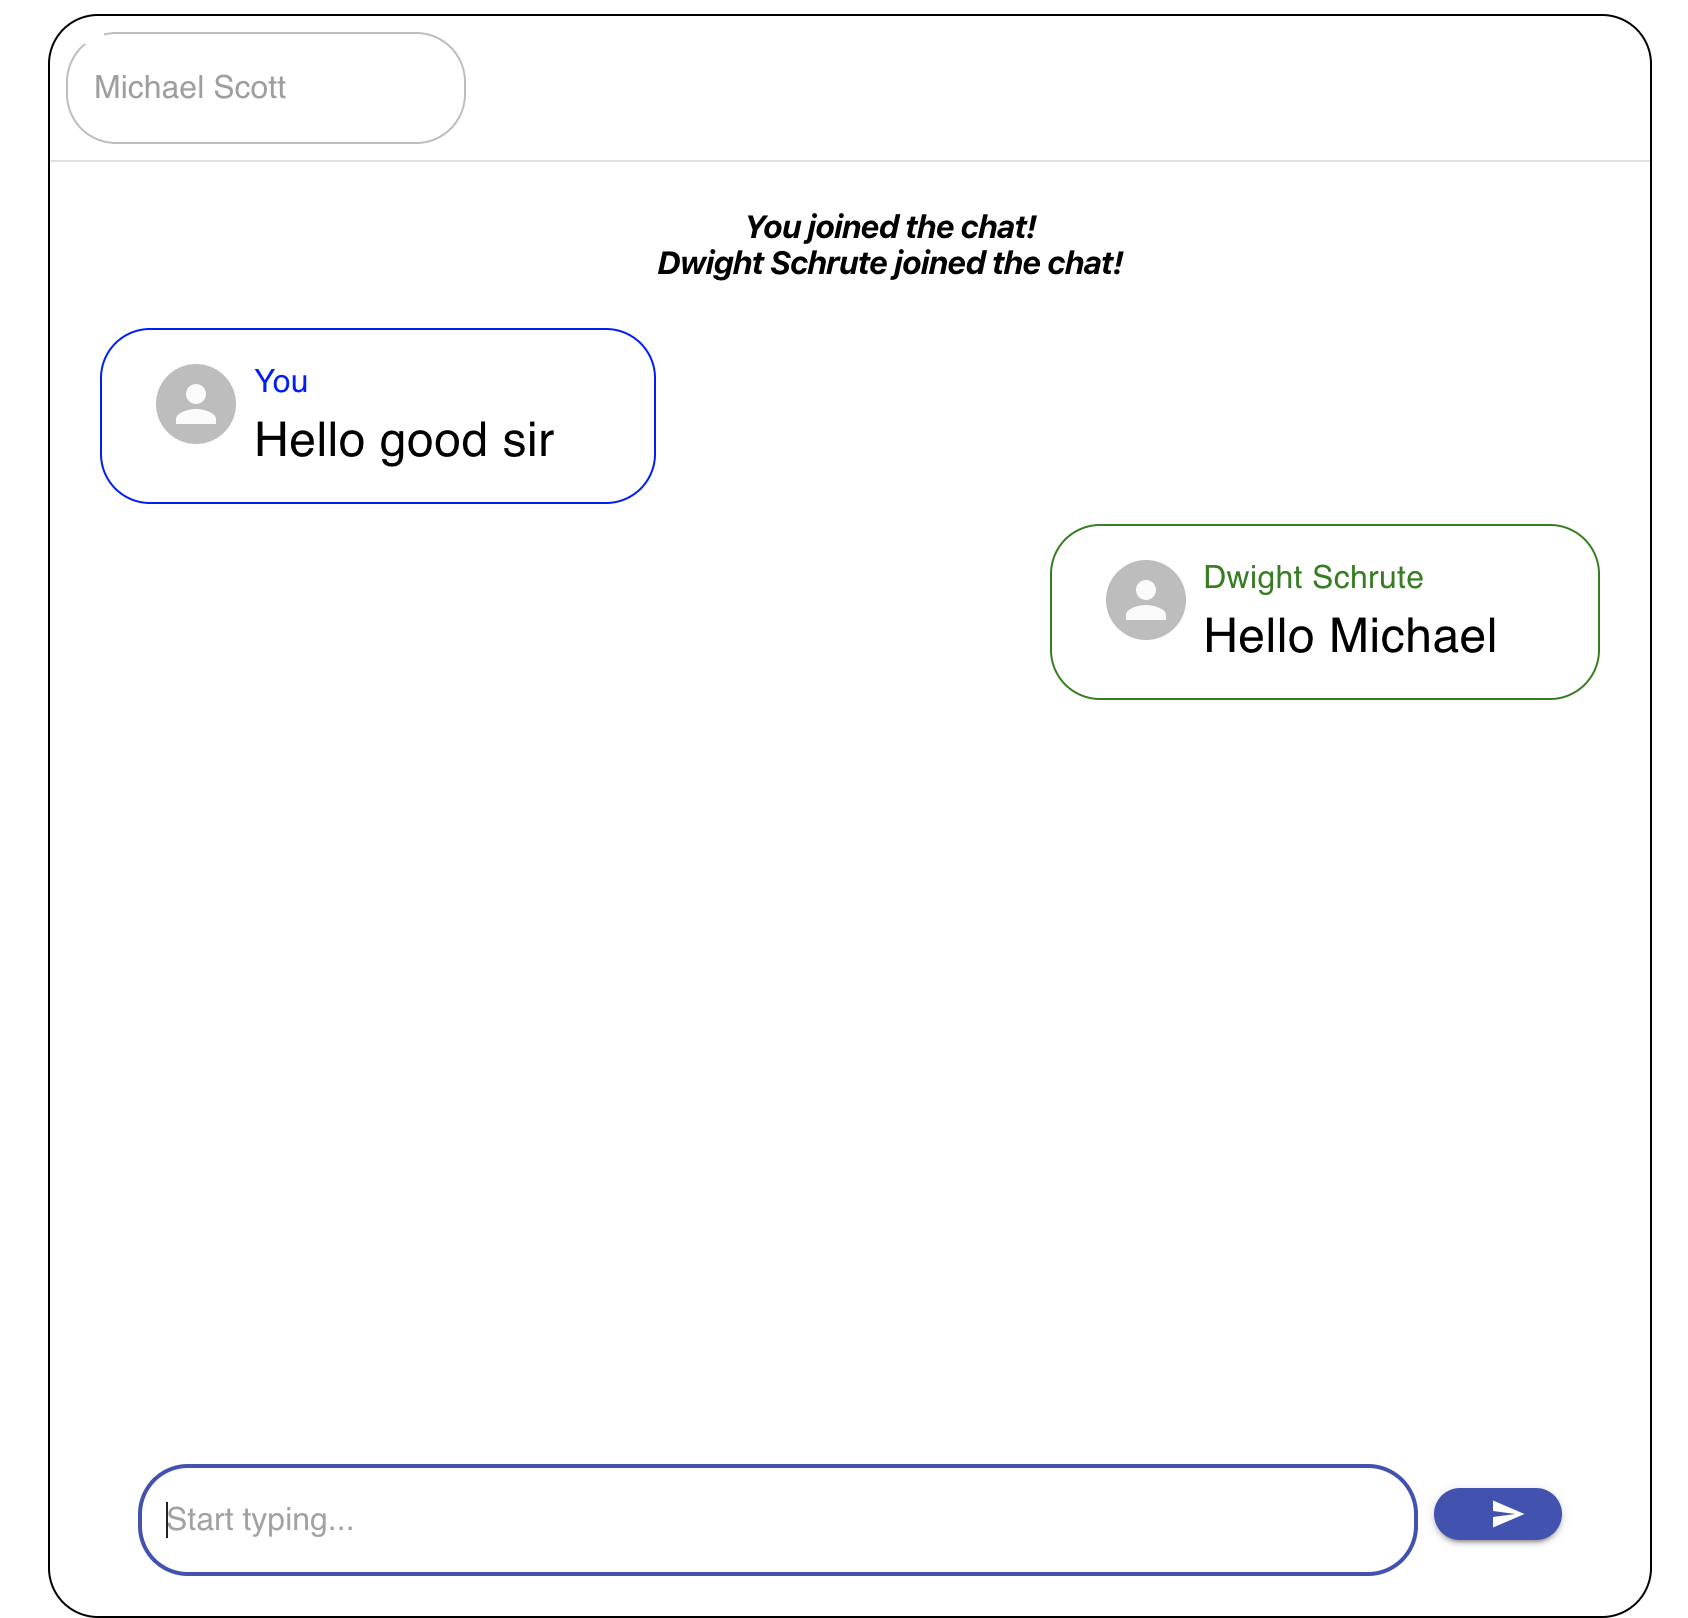 Michael Scott
You joined the chat!
Dwight Schrute joined the chat!
You
Hello good sir
Dwight Schrute
Hello Michael
Start typing...